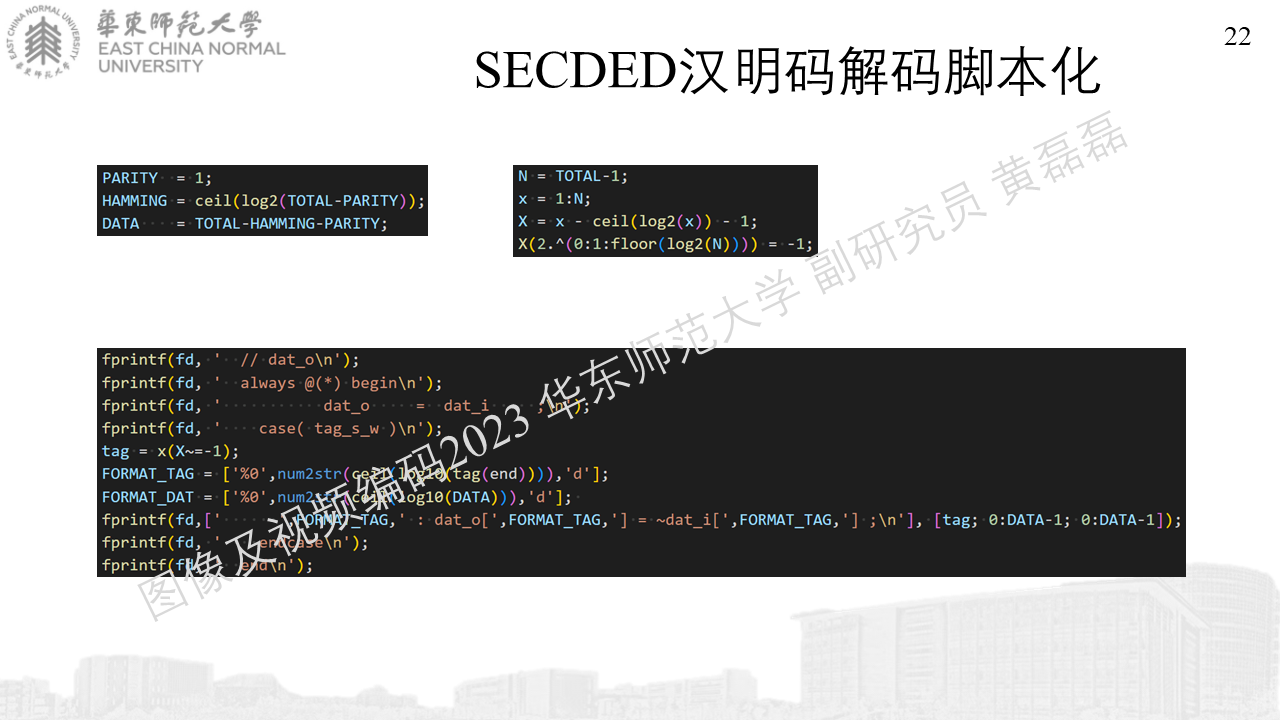 華東師范大學
EAST CHINA NORMAL
UNIVERSITY
22
SECDED汉明码解码脚本化
PARITY = 1;
HAMMING = ceil(log2(TOTAL-PARITY));
DATA = TOTAL-HAMMING-PARITY;
N = TOTAL-1;
x = 1:N;
X = x - ceil(log2(x)) - 1;
X(2.^(0:1:floor(log2(N)))) = -1;
fprintf(fd, ' // dat_o\n');
fprintf(fd, ' always @(*) begin\n');
fprintf(fd, ' dat_o = dat_i ;\n');
fprintf(fd, ' case( tag_s_w )\n');
tag = x(X~=-1);
FORMAT_TAG = ['%0',num2str(ceil(log10(tag(end)))),'d'];
FORMAT_DAT = ['%0',num2str(ceil(log10(DATA))),'d'];
fprintf(fd,[' ',FORMAT_TAG,' : dat_o[',FORMAT_TAG,'] = ~dat_i[',FORMAT_TAG,'] ;\n'], [tag; 0:DATA-1; 0:DATA-1]);
fprintf(fd, ' endcase\n');
fprintf(fd, ' end\n');
图像及视频编码2023 华东师范大学 副研究员 黄磊磊